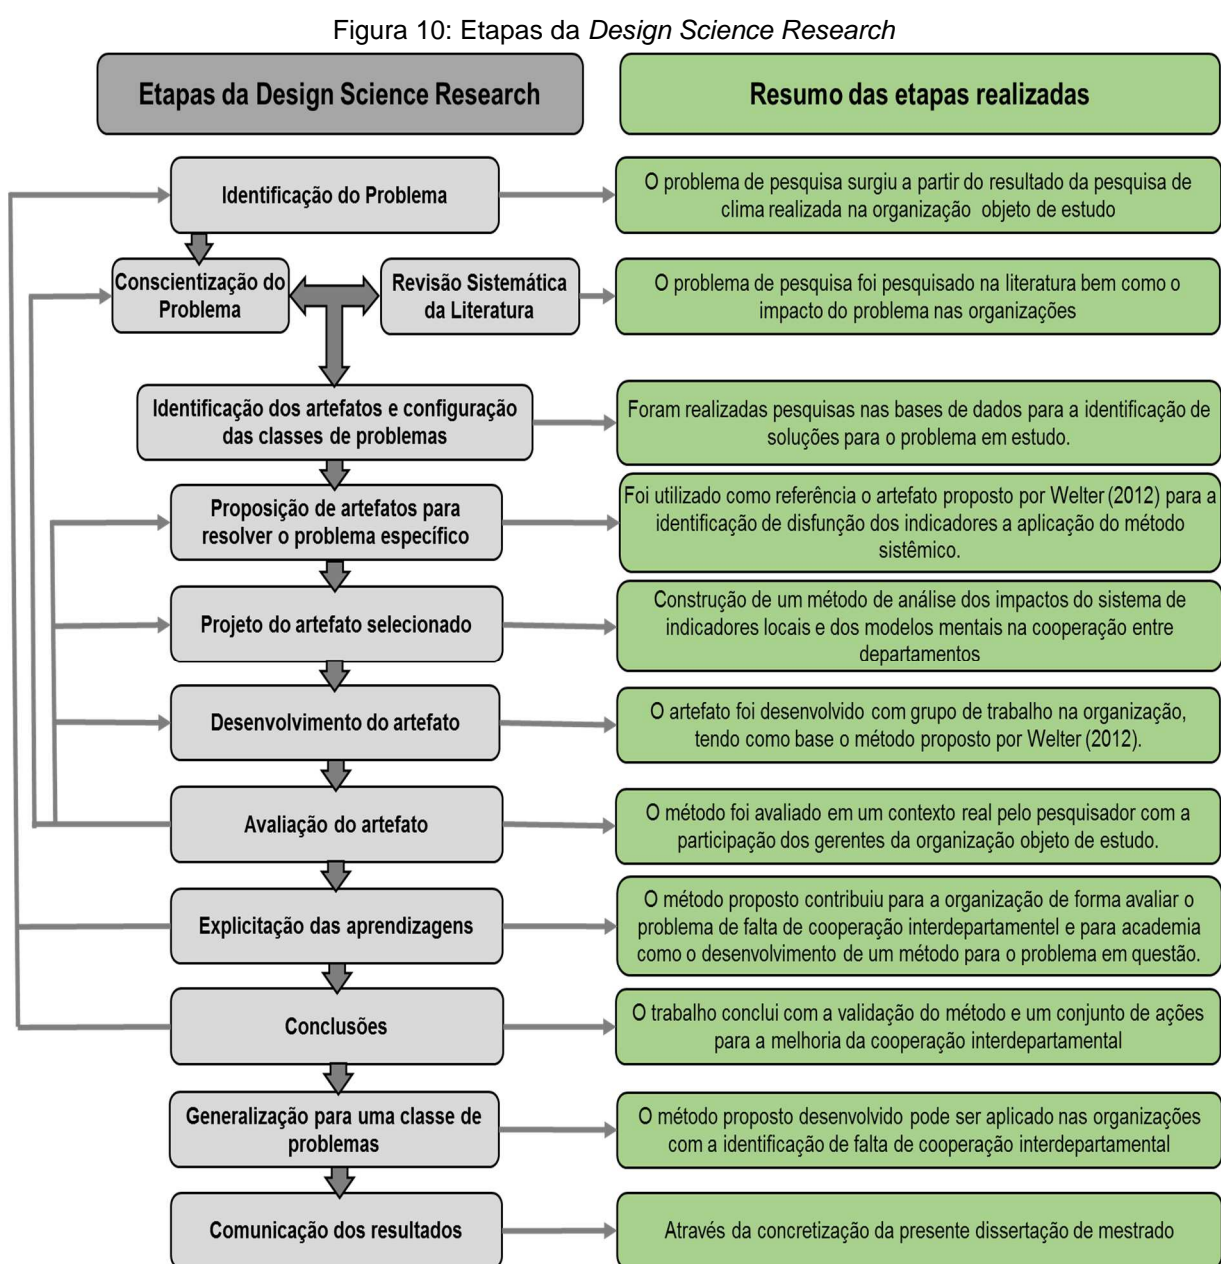 Figura 10: Etapas da Design Science Research
Etapas da Design Science Research
Resumo das etapas realizadas
Identificação do Problema
O problema de pesquisa surgiu a partir do resultado da pesquisa de
clima realizada na organização objeto de estudo
Conscientização do
Problema
Revisão Sistemática
da Literatura
O problema de pesquisa foi pesquisado na literatura bem como o
impacto do problema nas organizações
Identificação dos artefatos e configuração
das classes de problemas
Foram realizadas pesquisas nas bases de dados para a identificação de
soluções para o problema em estudo.
Proposição de artefatos para
resolver o problema específico
Foi utilizado como referência o artefato proposto por Welter (2012) para a
identificação de disfunção dos indicadores a aplicação do método
sistêmico.
Projeto do artefato selecionado
Construção de um método de análise dos impactos do sistema de
indicadores locais e dos modelos mentais na cooperação entre
departamentos
Desenvolvimento do artefato
O artefato foi desenvolvido com grupo de trabalho na organização,
tendo como base o método proposto por Welter (2012).
Avaliação do artefato
O método foi avaliado em um contexto real pelo pesquisador com a
participação dos gerentes da organização objeto de estudo.
Explicitação das aprendizagens
O método proposto contribuiu para a organização de forma avaliar o
problema de falta de cooperação interdepartamentel e para academia
como o desenvolvimento de um método para o problema em questão.
Conclusões
O trabalho conclui com a validação do método e um conjunto de ações
para a melhoria da cooperação interdepartamental
Generalização para uma classe de
problemas
O método proposto desenvolvido pode ser aplicado nas organizações
com a identificação de falta de cooperação interdepartamental
Comunicação dos resultados
Através da concretização da presente dissertação de mestrado